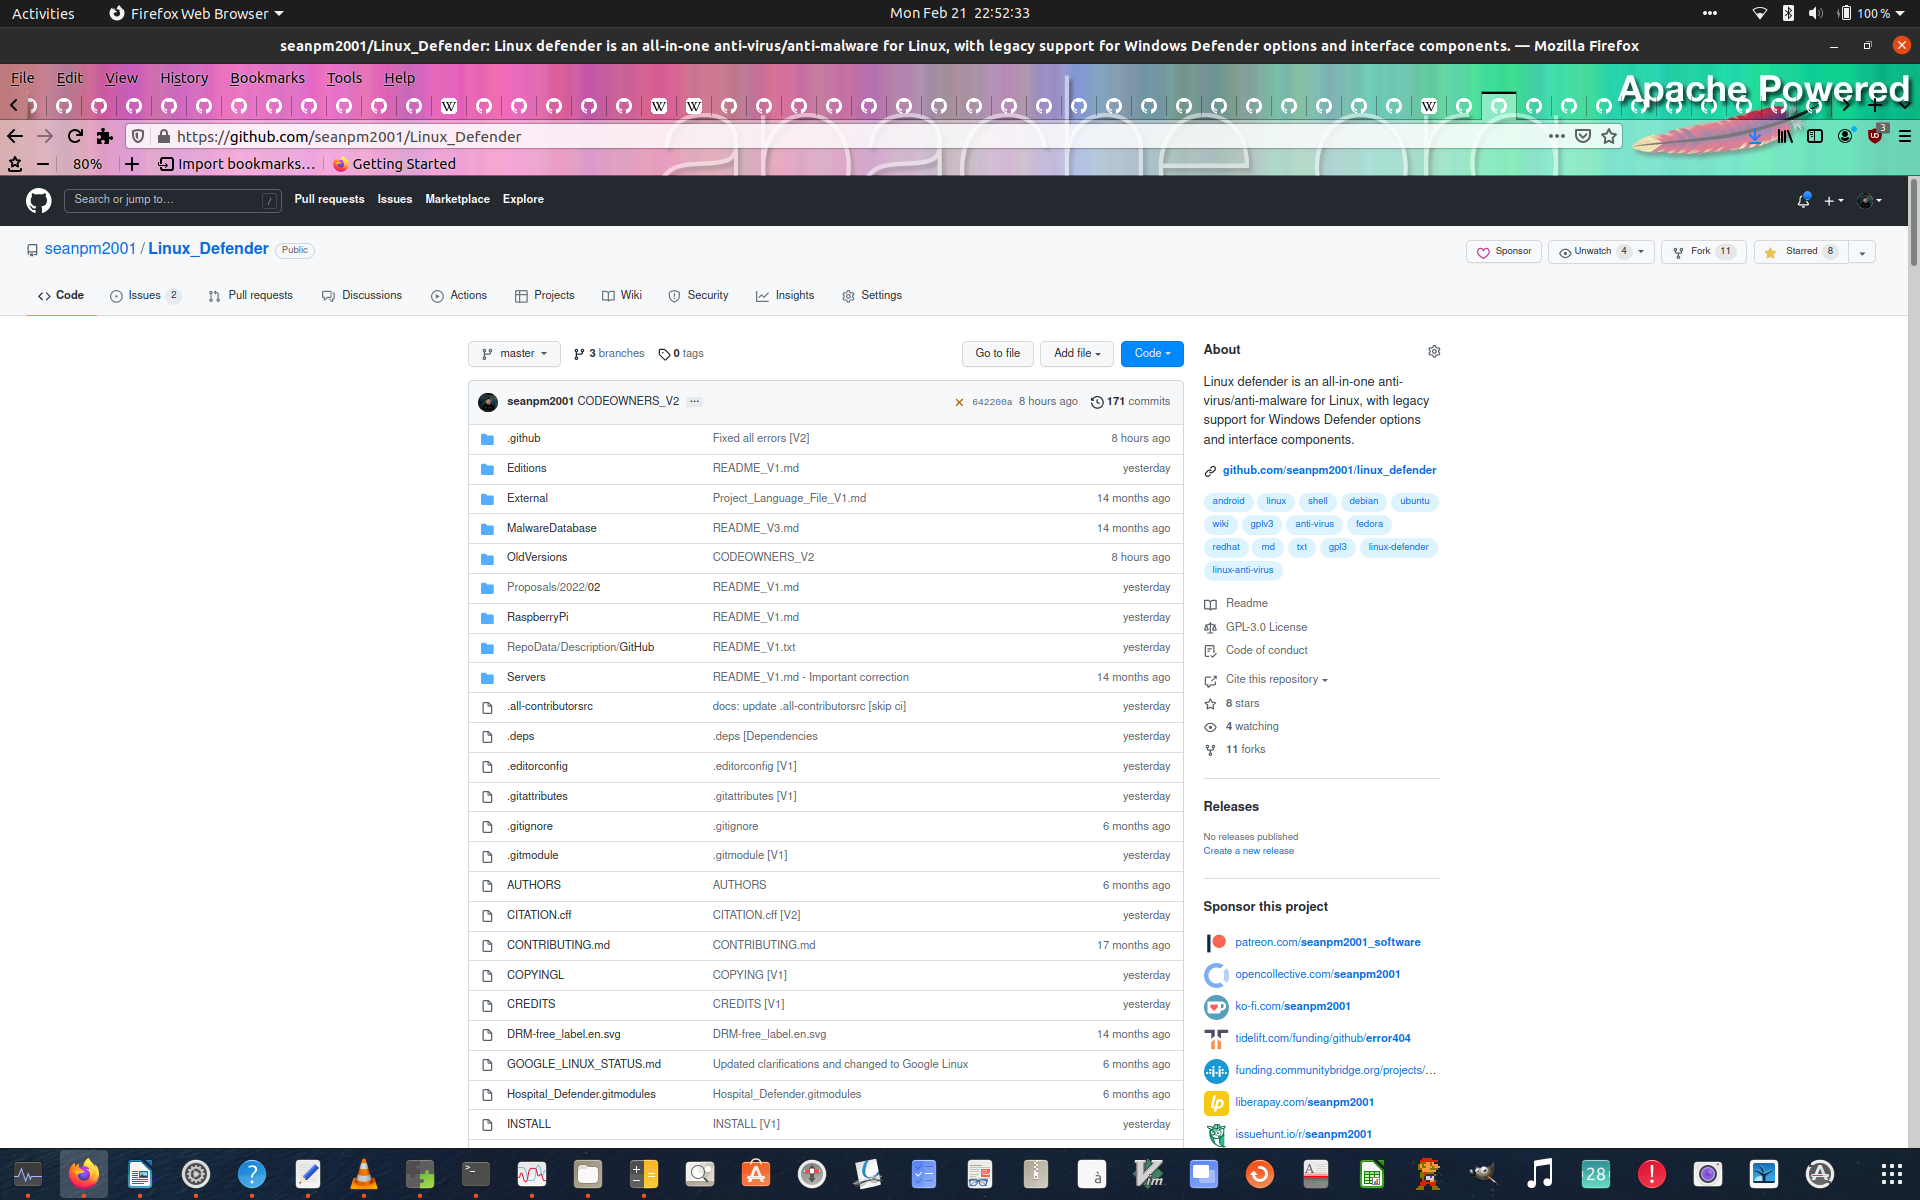 Activities
Firefox Web Browser
Mon Feb 21 22:52:33
100 %
seanpm2001/Linux_Defender: Linux defender is an all-in-one anti-virus/anti-malware for Linux, with legacy support for Windows Defender options and interface components. — Mozilla Firefox
File Edit View History Bookmarks Tools Help
Apache Powered
https://github.com/seanpm2001/Linux_Defender
3
80%
Import bookmarks…
Getting Started
apache.org
Search or jump to…
/
Pull requests Issues Marketplace Explore
seanpm2001 / Linux_Defender Public
Sponsor
Unwatch 4
Fork 11
Starred 8
Code
Issues 2
Pull requests
Discussions
Actions
Projects
Wiki
Security
Insights
Settings
master
3 branches
0 tags
Go to file
Add file
Code
seanpm2001 CODEOWNERS_V2
642200a 8 hours ago
171 commits
.github Fixed all errors [V2] 8 hours ago
Editions README_V1.md yesterday
External Project_Language_File_V1.md 14 months ago
MalwareDatabase README_V3.md 14 months ago
OldVersions CODEOWNERS_V2 8 hours ago
Proposals/2022/02 README_V1.md yesterday
RaspberryPi README_V1.md yesterday
RepoData/Description/GitHub README_V1.txt yesterday
Servers README_V1.md - Important correction 14 months ago
.all-contributorsrc docs: update .all-contributorsrc [skip ci] yesterday
.deps .deps [Dependencies yesterday
.editorconfig .editorconfig [V1] yesterday
.gitattributes .gitattributes [V1] yesterday
.gitignore .gitignore 6 months ago
.gitmodule .gitmodule [V1] yesterday
AUTHORS AUTHORS 6 months ago
CITATION.cff CITATION.cff [V2] yesterday
CONTRIBUTING.md CONTRIBUTING.md 17 months ago
COPYINGL COPYING [V1] yesterday
CREDITS CREDITS [V1] yesterday
DRM-free_label.en.svg DRM-free_label.en.svg 14 months ago
GOOGLE_LINUX_STATUS.md Updated clarifications and changed to Google Linux 6 months ago
Hospital_Defender.gitmodules Hospital_Defender.gitmodules 6 months ago
INSTALL INSTALL [V1] yesterday
About
Linux defender is an all-in-one anti-
virus/anti-malware for Linux, with legacy
support for Windows Defender options
and interface components.
github.com/seanpm2001/linux_defender
android linux shell debian ubuntu
wiki gplv3 anti-virus fedora
redhat md txt gpl3 linux-defender
linux-anti-virus
Readme
GPL-3.0 License
Code of conduct
Cite this repository
8 stars
4 watching
11 forks
Releases
No releases published
Create a new release
Sponsor this project
patreon.com/seanpm2001_software
opencollective.com/seanpm2001
ko-fi.com/seanpm2001
tidelift.com/funding/github/error404
funding.communitybridge.org/projects/…
lp
liberapay.com/seanpm2001
issuehunt.io/r/seanpm2001
28